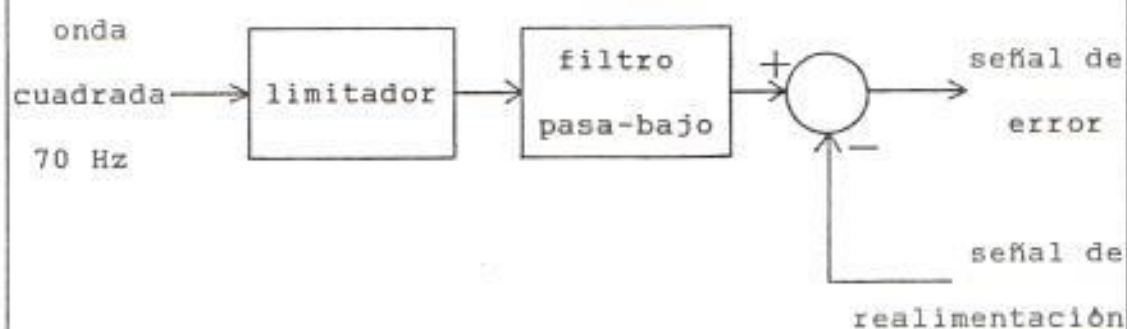 onda
cuadrada
70 Hz
limitador
filtro
pasa-bajo
+
−
señal de
error
señal de
realimentación